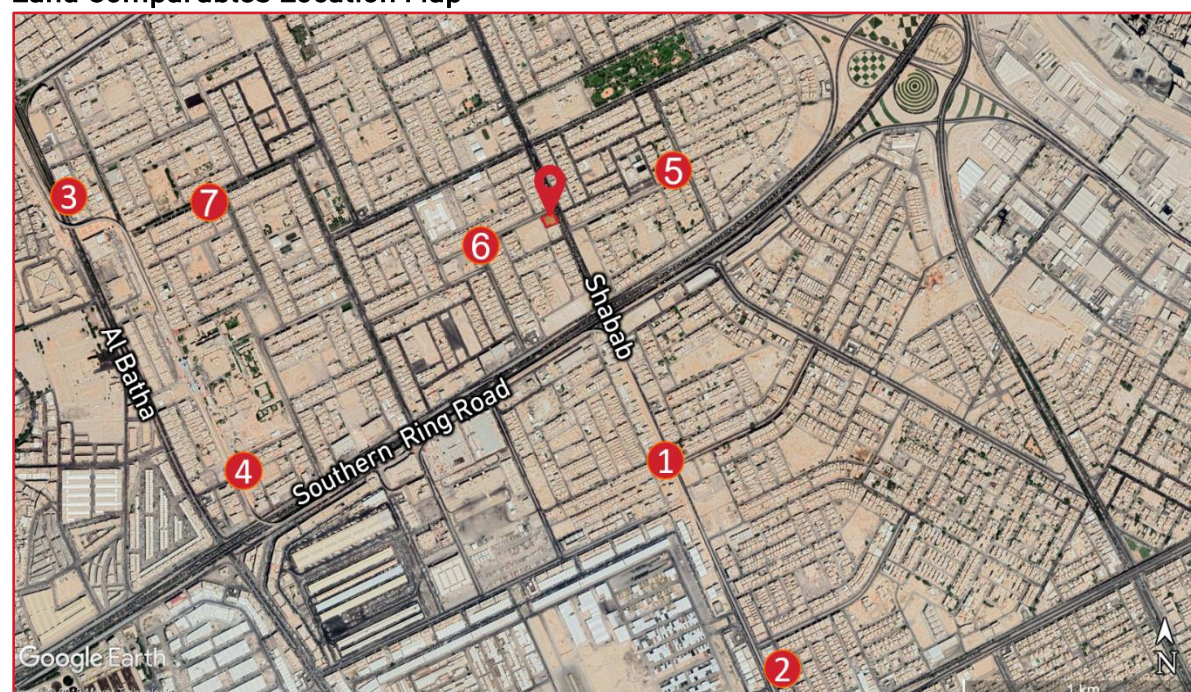 Land Comparables Location Map
5
3
7
6
Shabab
Al Batha
Southern Ring Road
1
4
2
Google Earth
N
1 km